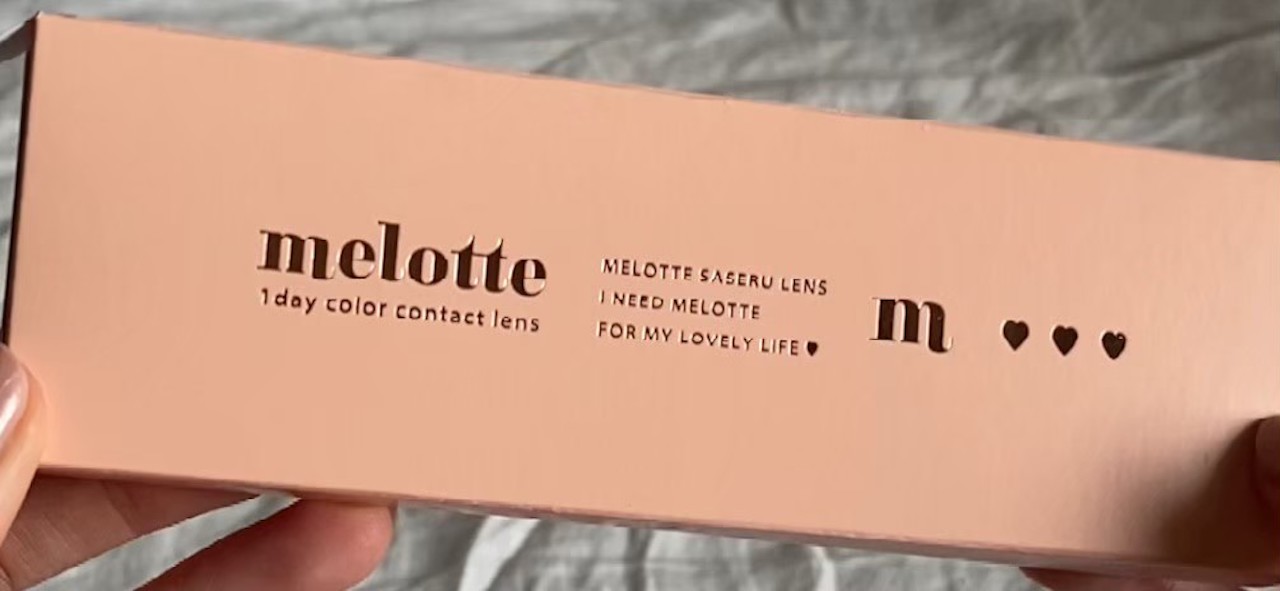 melotte
1day color contact lens
MELOTTE SASERU LENS
I NEED MELOTTE
FOR MY LOVELY LIFE ♥
m ♥ ♥ ♥